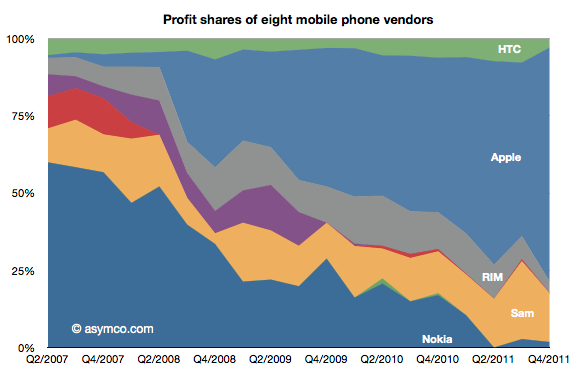 Profit shares of eight mobile phone vendors
100%
HTC
75%
Apple
50%
25%
RIM
Sam
© asymco.com
Nokia
0%
Q2/2007 Q4/2007 Q2/2008 Q4/2008 Q2/2009 Q4/2009 Q2/2010 Q4/2010 Q2/2011 Q4/2011